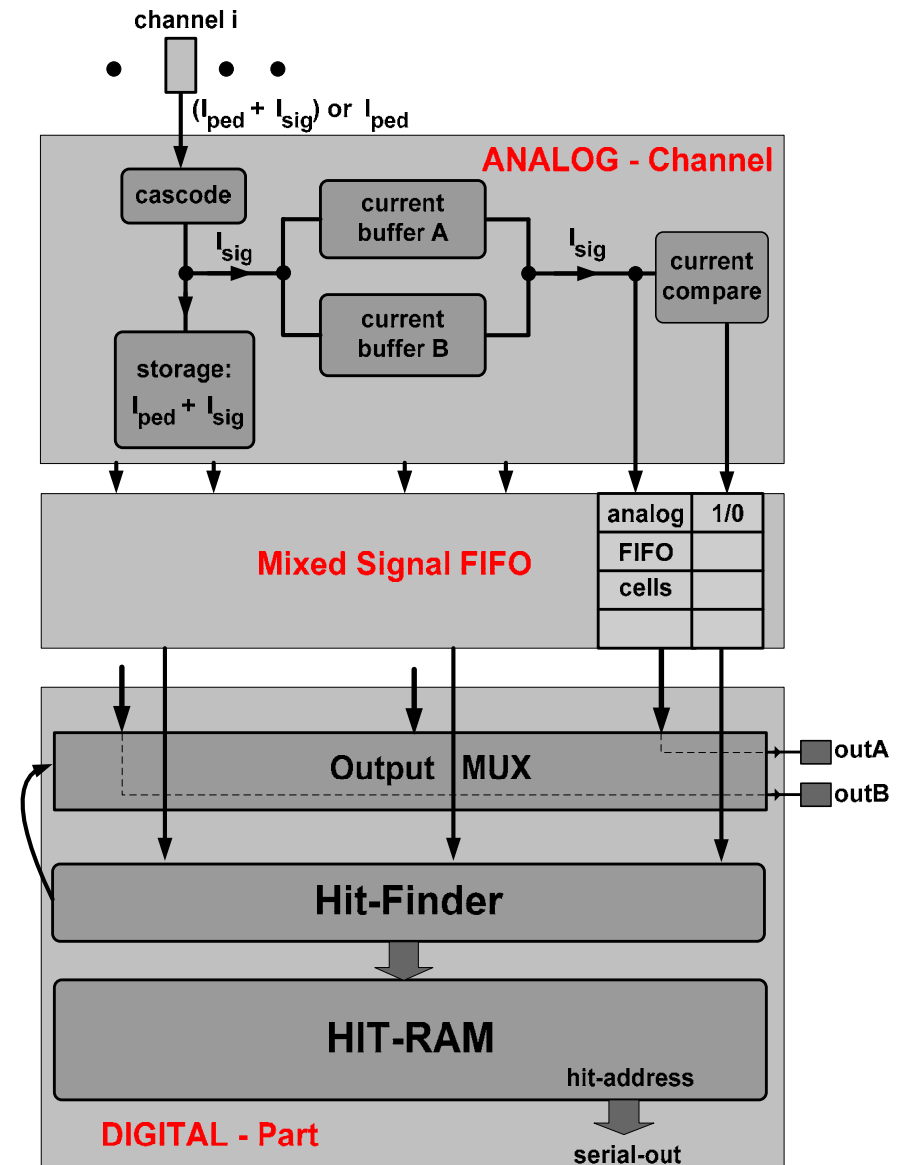 channel i
(Iped + Isig) or Iped
ANALOG - Channel
cascode
current
buffer A
Isig
Isig
current
compare
current
buffer B
storage:
Iped + Isig
analog 1/0
FIFO
cells
Mixed Signal FIFO
Output MUX
outA
outB
Hit-Finder
HIT-RAM
hit-address
DIGITAL - Part
serial-out